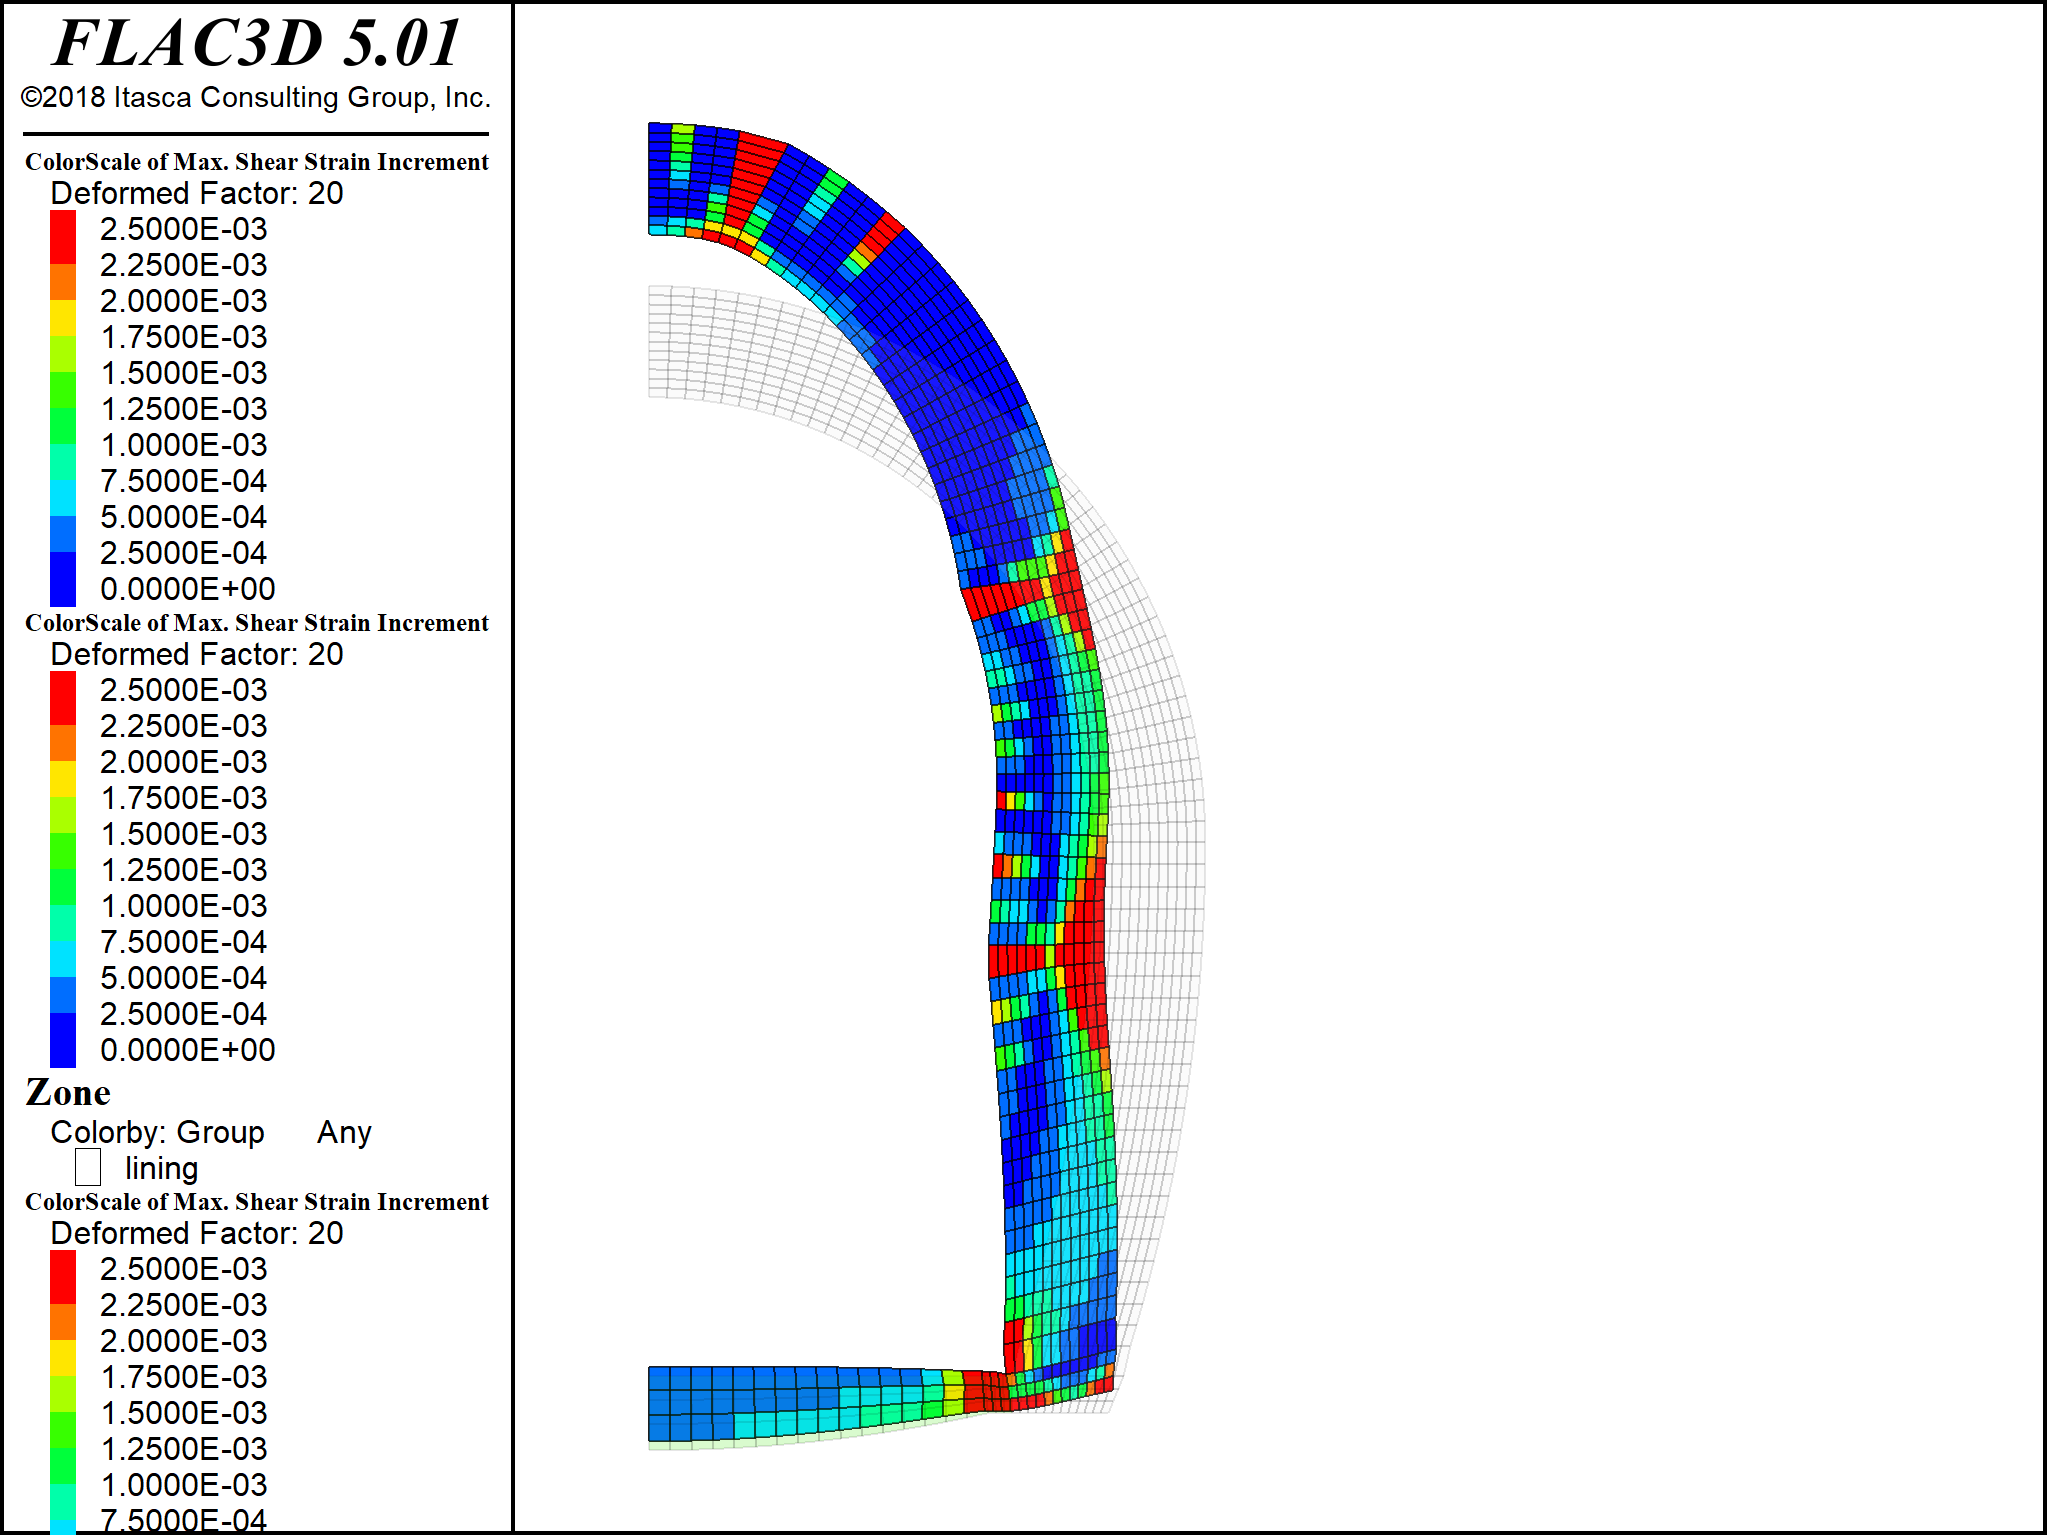 FLAC3D 5.01
©2018 Itasca Consulting Group, Inc.
ColorScale of Max. Shear Strain Increment
Deformed Factor: 20
2.5000E-03
2.2500E-03
2.0000E-03
1.7500E-03
1.5000E-03
1.2500E-03
1.0000E-03
7.5000E-04
5.0000E-04
2.5000E-04
0.0000E+00
ColorScale of Max. Shear Strain Increment
Deformed Factor: 20
2.5000E-03
2.2500E-03
2.0000E-03
1.7500E-03
1.5000E-03
1.2500E-03
1.0000E-03
7.5000E-04
5.0000E-04
2.5000E-04
0.0000E+00
Zone
Colorby: Group Any
lining
ColorScale of Max. Shear Strain Increment
Deformed Factor: 20
2.5000E-03
2.2500E-03
2.0000E-03
1.7500E-03
1.5000E-03
1.2500E-03
1.0000E-03
7.5000E-04